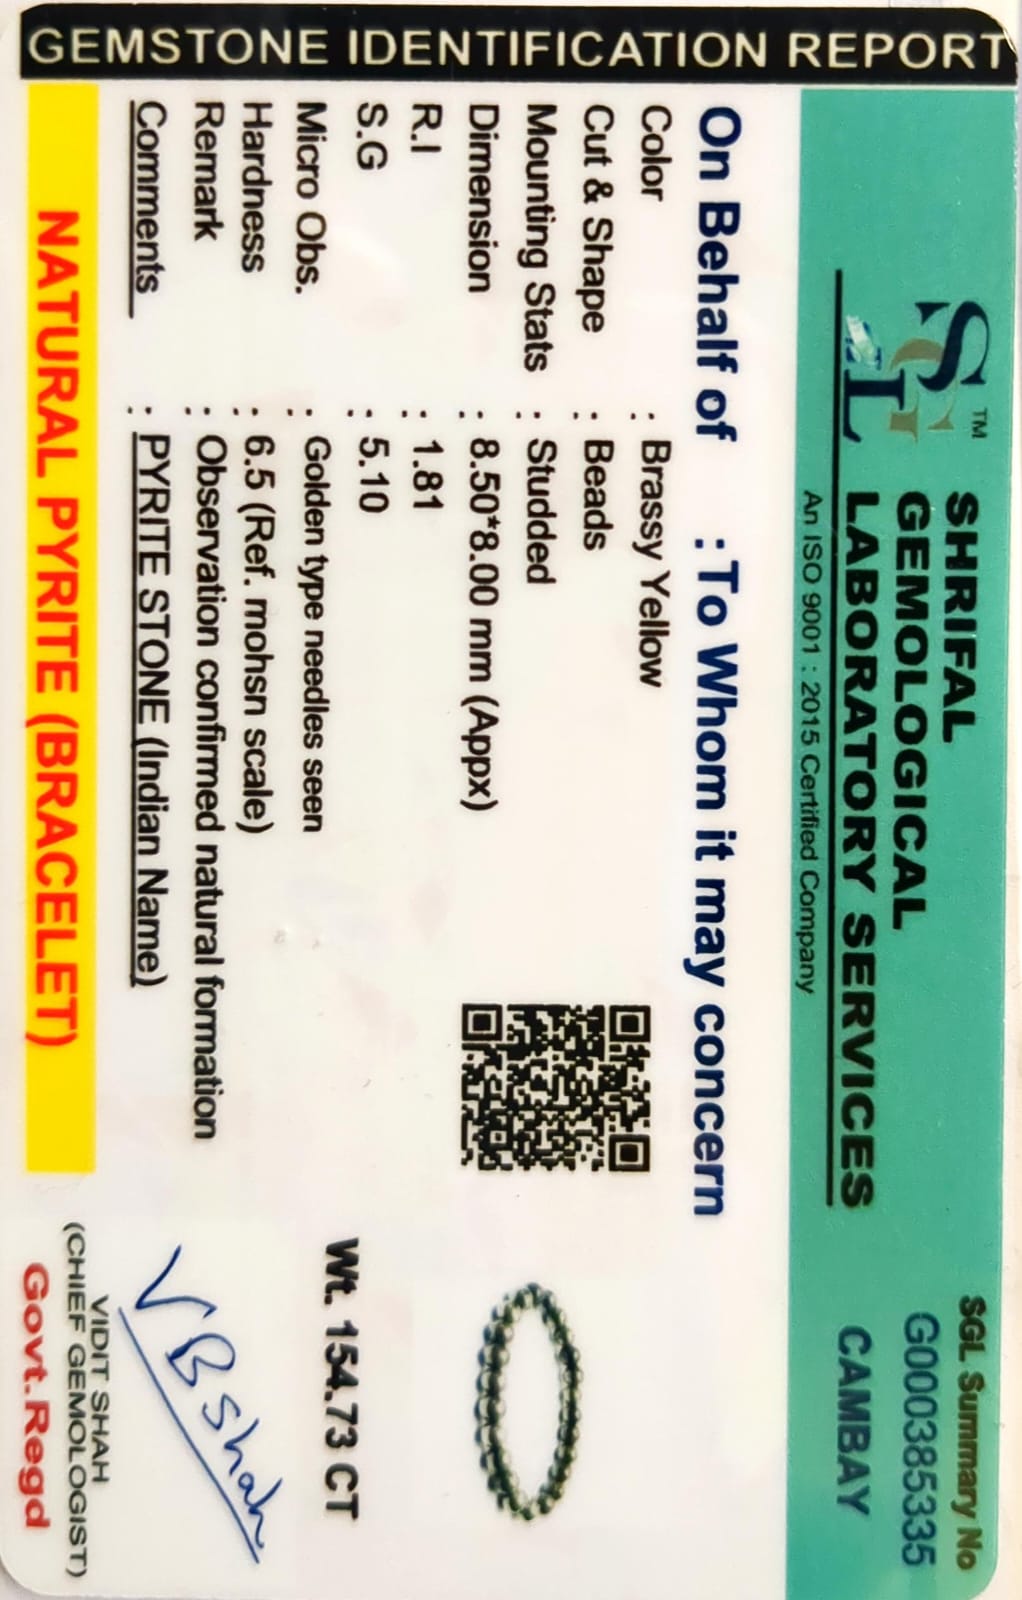 GEMSTONE IDENTIFICATION REPORT
SGL ™
SHRIFAL
GEMOLOGICAL
LABORATORY SERVICES
An ISO 9001 : 2015 Certified Company
SGL Summary No
G000385335
CAMBAY
On Behalf of : To Whom it may concern
Color : Brassy Yellow
Cut & Shape : Beads
Mounting Stats : Studded
Dimension : 8.50*8.00 mm (Appx)
R.I : 1.81
S.G : 5.10
Micro Obs. : Golden type needles seen
Hardness : 6.5 (Ref. mohsn scale)
Remark : Observation confirmed natural formation
Comments : PYRITE STONE (Indian Name)
Wt. 154.73 CT
VBShah
VIDIT SHAH
(CHIEF GEMOLOGIST)
NATURAL PYRITE (BRACELET)
Govt.Regd